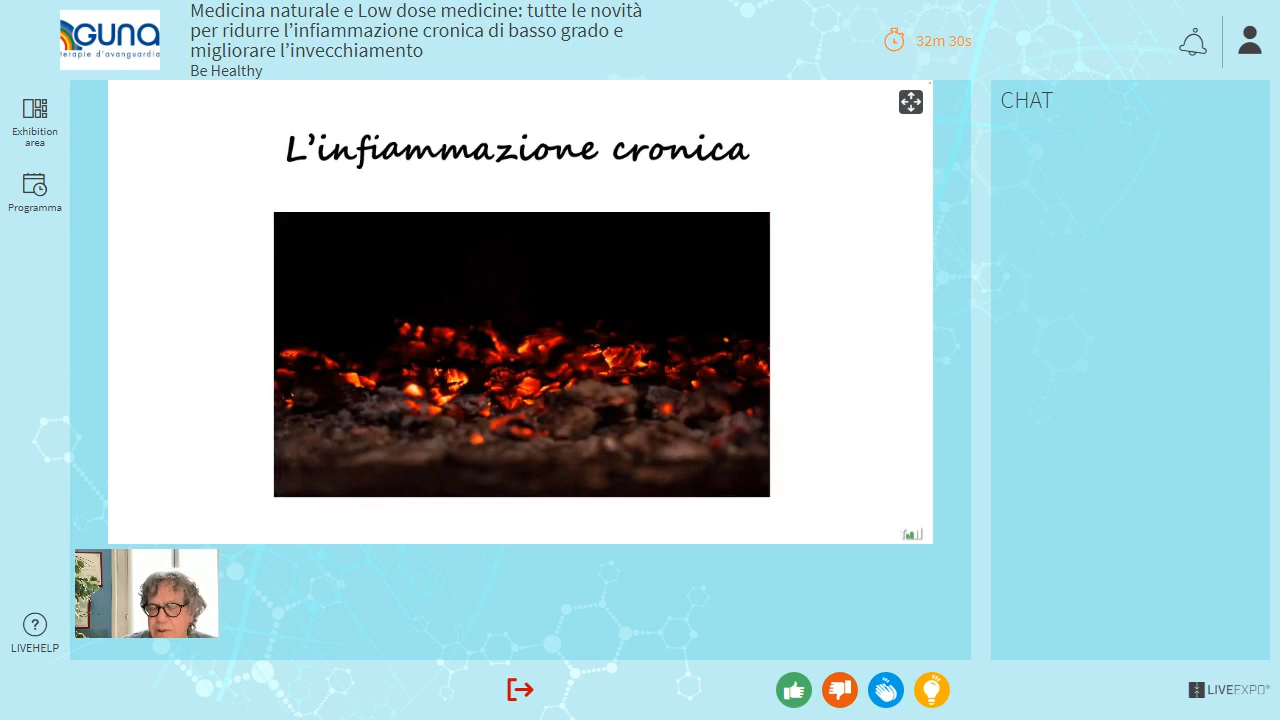 GUNA
terapie d'avanguardia
Medicina naturale e Low dose medicine: tutte le novità
per ridurre l'infiammazione cronica di basso grado e
migliorare l'invecchiamento
Be Healthy
32m 30s
Exhibition
area
Programma
L'infiammazione cronica
CHAT
?
LIVEHELP
LIVEEXPO®